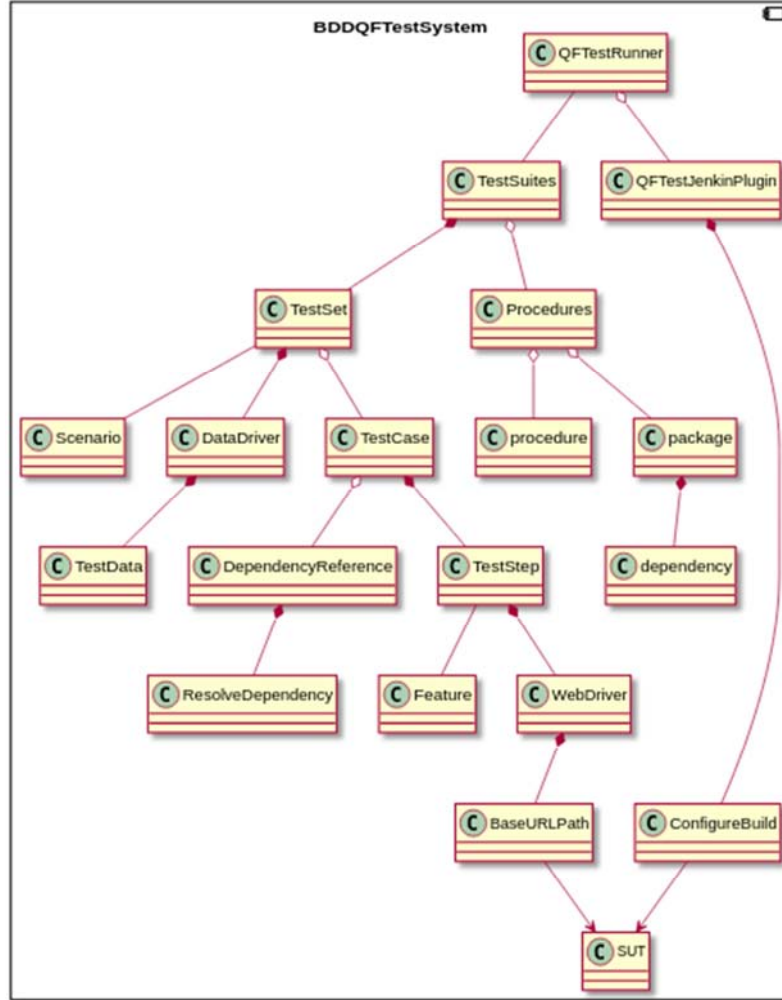 BDDQFTestSystem
C QFTestRunner
C TestSuites
C QFTestJenkinPlugin
C TestSet
C Procedures
C Scenario
C DataDriver
C TestCase
C procedure
C package
C TestData
C DependencyReference
C TestStep
C dependency
C ResolveDependency
C Feature
C WebDriver
C BaseURLPath
C ConfigureBuild
C SUT